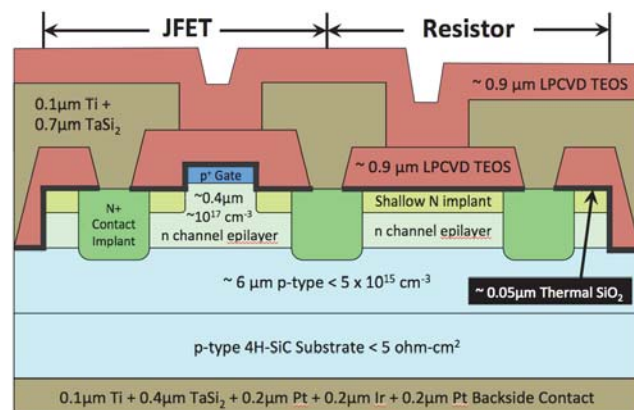 JFET
Resistor
~ 0.9 µm LPCVD TEOS
0.1µm Ti +
0.7µm TaSi₂
p⁺ Gate
~ 0.9 µm LPCVD TEOS
~0.4µm
~10¹⁷ cm⁻³
n channel epilayer
N+
Contact
Implant
Shallow N implant
n channel epilayer
~ 6 µm p-type < 5 x 10¹⁵ cm⁻³
~ 0.05µm Thermal SiO₂
p-type 4H-SiC Substrate < 5 ohm-cm²
0.1µm Ti + 0.4µm TaSi₂ + 0.2µm Pt + 0.2µm Ir + 0.2µm Pt Backside Contact